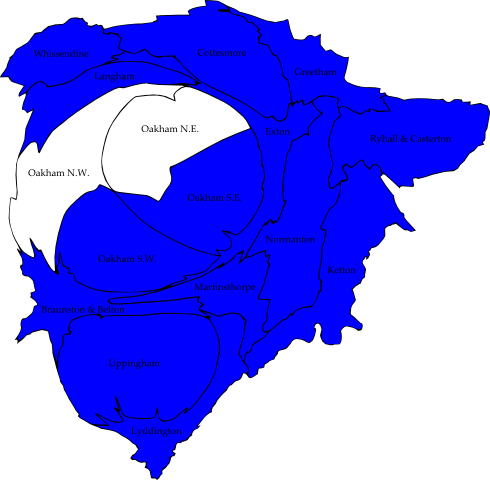 Whissendine
Cottesmore
Greetham
Langham
Oakham N.E.
Exton
Ryhall & Casterton
Oakham N.W.
Oakham S.E.
Normanton
Oakham S.W.
Ketton
Martinsthorpe
Braunston & Belton
Uppingham
Lyddington